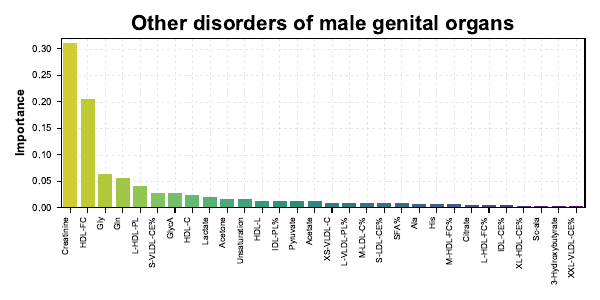 Other disorders of male genital organs
Importance
0.30
0.25
0.20
0.15
0.10
0.05
0.00
Creatinine
HDL-FC
Gly
Gln
L-HDL-PL
S-VLDL-CE%
GlycA
HDL-C
Lactate
Acetone
Unsaturation
HDL-L
IDL-PL%
Pyruvate
Acetate
XS-VLDL-C
L-VLDL-PL%
M-LDL-C%
S-LDL-CE%
SFA%
Ala
His
M-HDL-FC%
Citrate
L-HDL-FC%
IDL-CE%
XL-HDL-CE%
So-ala
3-Hydroxybutyrate
XXL-VLDL-CE%